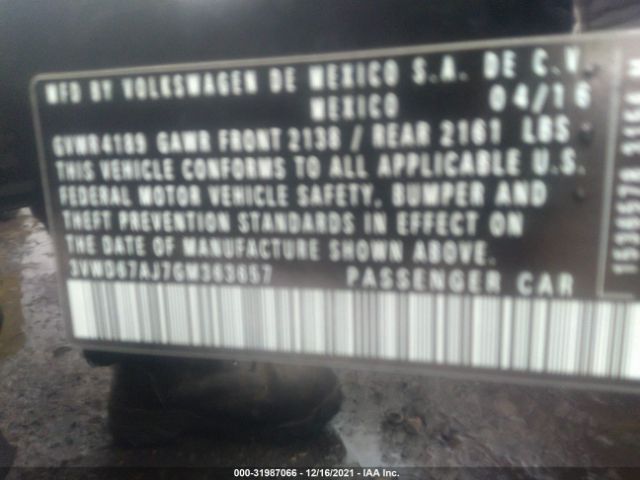 MFD BY VOLKSWAGEN DE MEXICO S.A. DE C.V.
MEXICO 04/16
GVWR4189 GAWR FRONT 2138 / REAR 2161 LBS
THIS VEHICLE CONFORMS TO ALL APPLICABLE U.S.
FEDERAL MOTOR VEHICLE SAFETY, BUMPER AND
THEFT PREVENTION STANDARDS IN EFFECT ON
THE DATE OF MANUFACTURE SHOWN ABOVE.
3VWD67AJ7GM363657 PASSENGER CAR
000-31987066 - 12/16/2021 - IAA Inc.